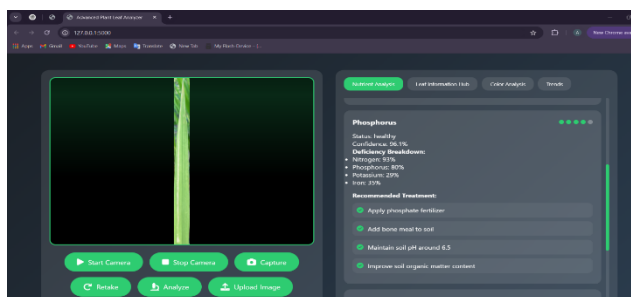 Advanced Plant Leaf Analyzer
127.0.0.1:5000
New Chrome
Apps
Gmail
YouTube
Maps
Translate
New Tab
Nutrient Analysis
Leaf Information Hub
Color Analysis
Trends
Phosphorus
Status: healthy
Confidence: 96.1%
Deficiency Breakdown:
• Nitrogen: 93%
• Phosphorus: 80%
• Potassium: 29%
• Iron: 35%
Recommended Treatment:
Apply phosphate fertilizer
Add bone meal to soil
Maintain soil pH around 6.5
Improve soil organic matter content
Start Camera
Stop Camera
Capture
Retake
Analyze
Upload Image